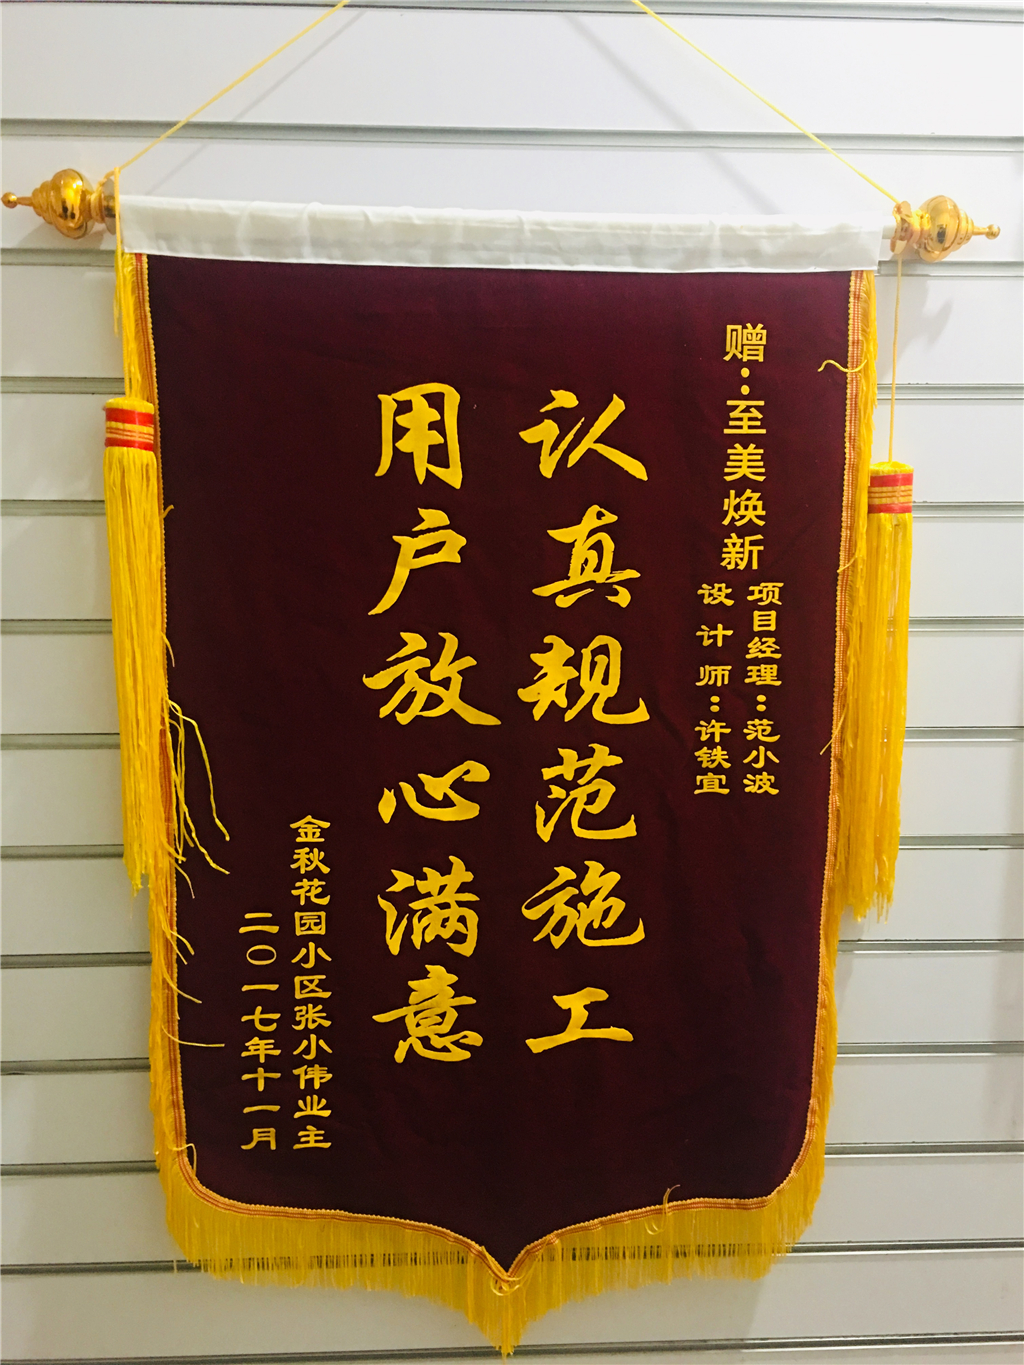 赠：至美焕新
项目经理：范小波
设计师：许铁宜
认真规范施工
用户放心满意
金秋花园小区张小伟业主
二〇一七年十一月